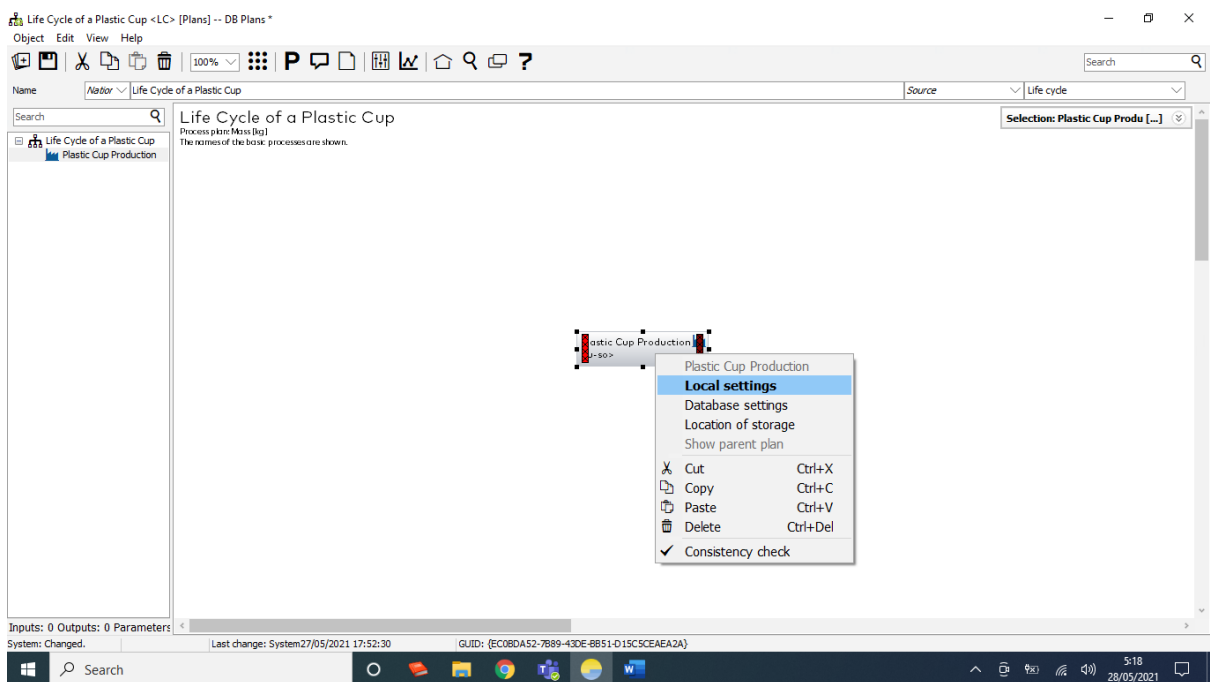 Life Cycle of a Plastic Cup <LC> [Plans] -- DB Plans *
Object Edit View Help
100% P ? Search
Name Nation Life Cycle of a Plastic Cup Source Life cycle
Search
Life Cycle of a Plastic Cup
Plastic Cup Production
Life Cycle of a Plastic Cup
Process plan: Mass [kg]
The names of the basic processes are shown.
Selection: Plastic Cup Produ [...]
astic Cup Production
u-so>
Plastic Cup Production
Local settings
Database settings
Location of storage
Show parent plan
Cut Ctrl+X
Copy Ctrl+C
Paste Ctrl+V
Delete Ctrl+Del
Consistency check
Inputs: 0 Outputs: 0 Parameters
System: Changed. Last change: System27/05/2021 17:52:30 GUID: {EC0BDA52-7B89-43DE-BB51-D15C5CEAEA2A}
Search
5:18
28/05/2021